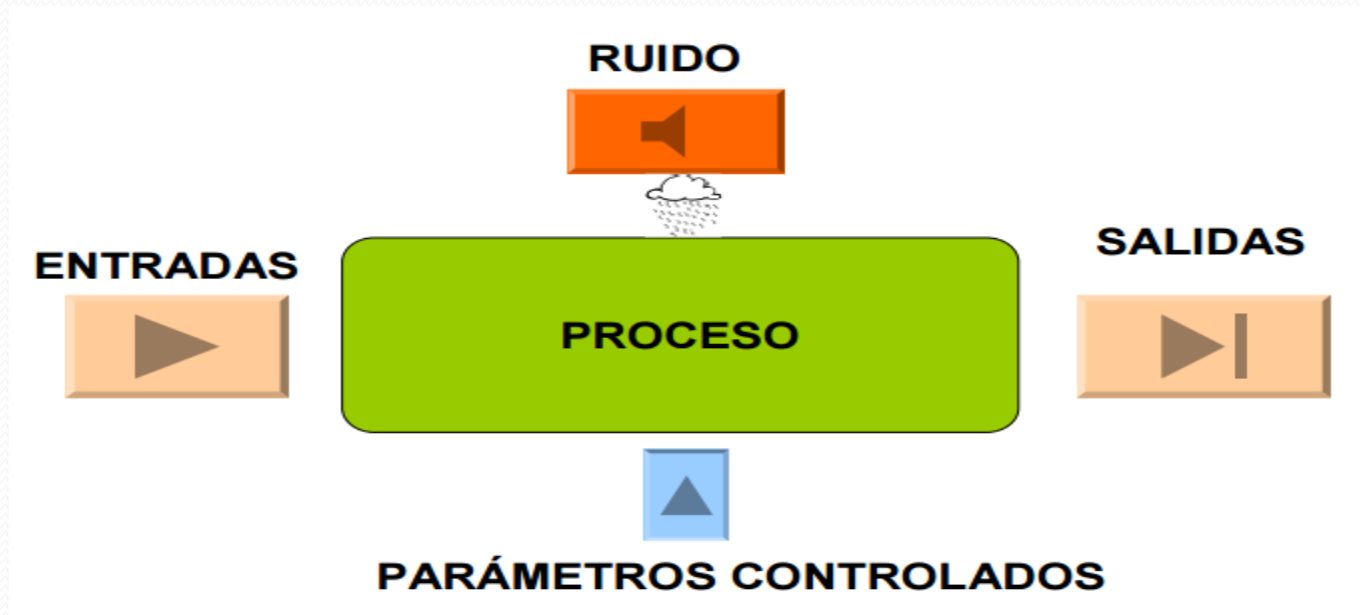 RUIDO
ENTRADAS
SALIDAS
PROCESO
PARÁMETROS CONTROLADOS